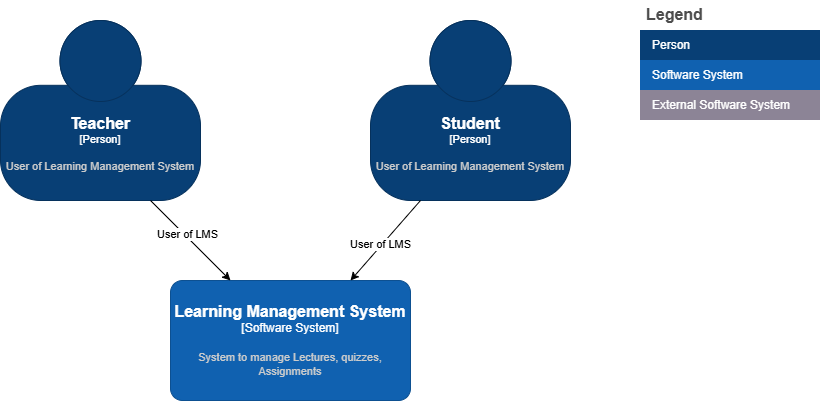 Legend
Person
Software System
External Software System
Teacher
[Person]
User of Learning Management System
Student
[Person]
User of Learning Management System
User of LMS
User of LMS
Learning Management System
[Software System]
System to manage Lectures, quizzes,
Assignments